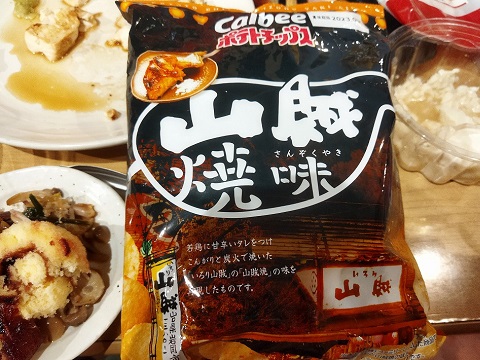 Calbee
ポテトチップス
山賊
さんぞくやき
焼味
若鶏に甘辛いタレをつけ
こんがりと炭火で焼いた
「いろり山賊」の「山賊焼」の味を
再現したものです。
いろり
山賊